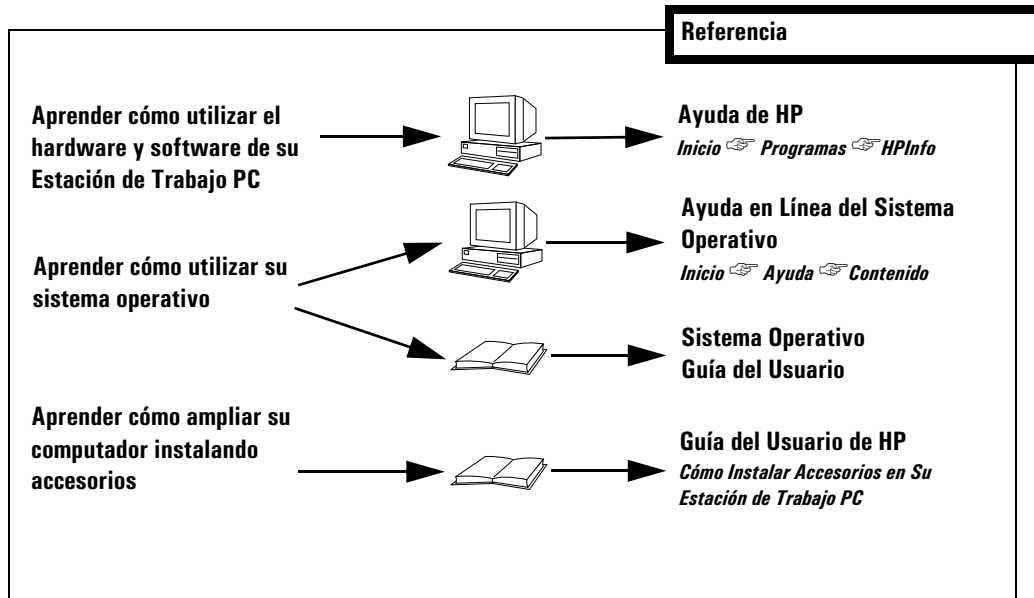 Referencia
Aprender cómo utilizar el
hardware y software de su
Estación de Trabajo PC
Ayuda de HP
Inicio ☞ Programas ☞ HPInfo
Aprender cómo utilizar su
sistema operativo
Ayuda en Línea del Sistema
Operativo
Inicio ☞ Ayuda ☞ Contenido
Sistema Operativo
Guía del Usuario
Aprender cómo ampliar su
computador instalando
accesorios
Guía del Usuario de HP
Cómo Instalar Accesorios en Su
Estación de Trabajo PC